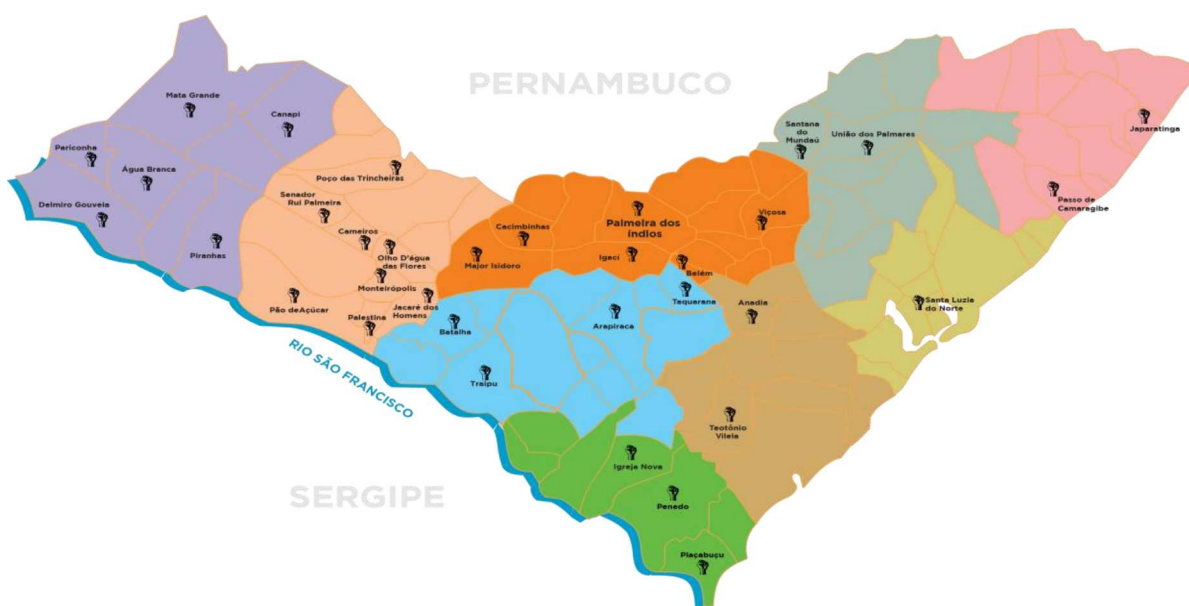 PERNAMBUCO
Mata Grande
Canapi
Pariconha
Água Branca
Delmiro Gouveia
Piranhas
Poço das Trincheiras
Senador
Rui Palmeira
Carneiros
Olho D'água
das Flores
Monteirópolis
Pão deAçúcar
Jacaré dos
Homens
Palestina
Cacimbinhas
Major Isidoro
Palmeira dos
índios
Igaci
Viçosa
Belém
Taquarana
Batalha
Arapiraca
Traipu
Anadia
Teotônio
Vilela
Santana
do
Mundaú
União dos Palmares
Japaratinga
Passo de
Camaragibe
Santa Luzia
do Norte
Igreja Nova
Penedo
Piaçabuçu
RIO SÃO FRANCISCO
SERGIPE